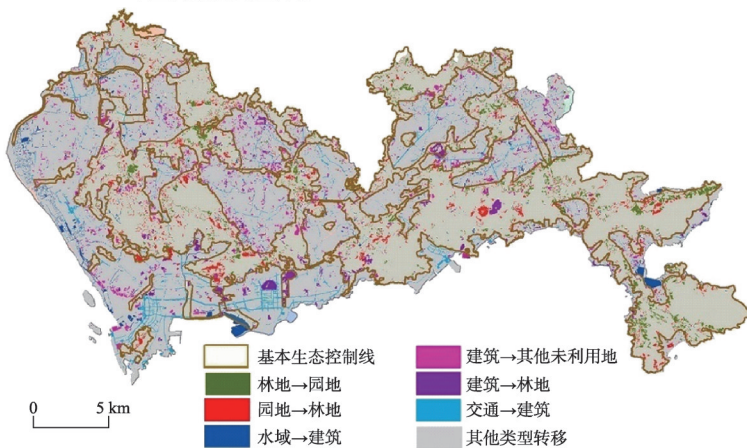 基本生态控制线
林地→园地
园地→林地
水域→建筑
建筑→其他未利用地
建筑→林地
交通→建筑
其他类型转移
0 5 km